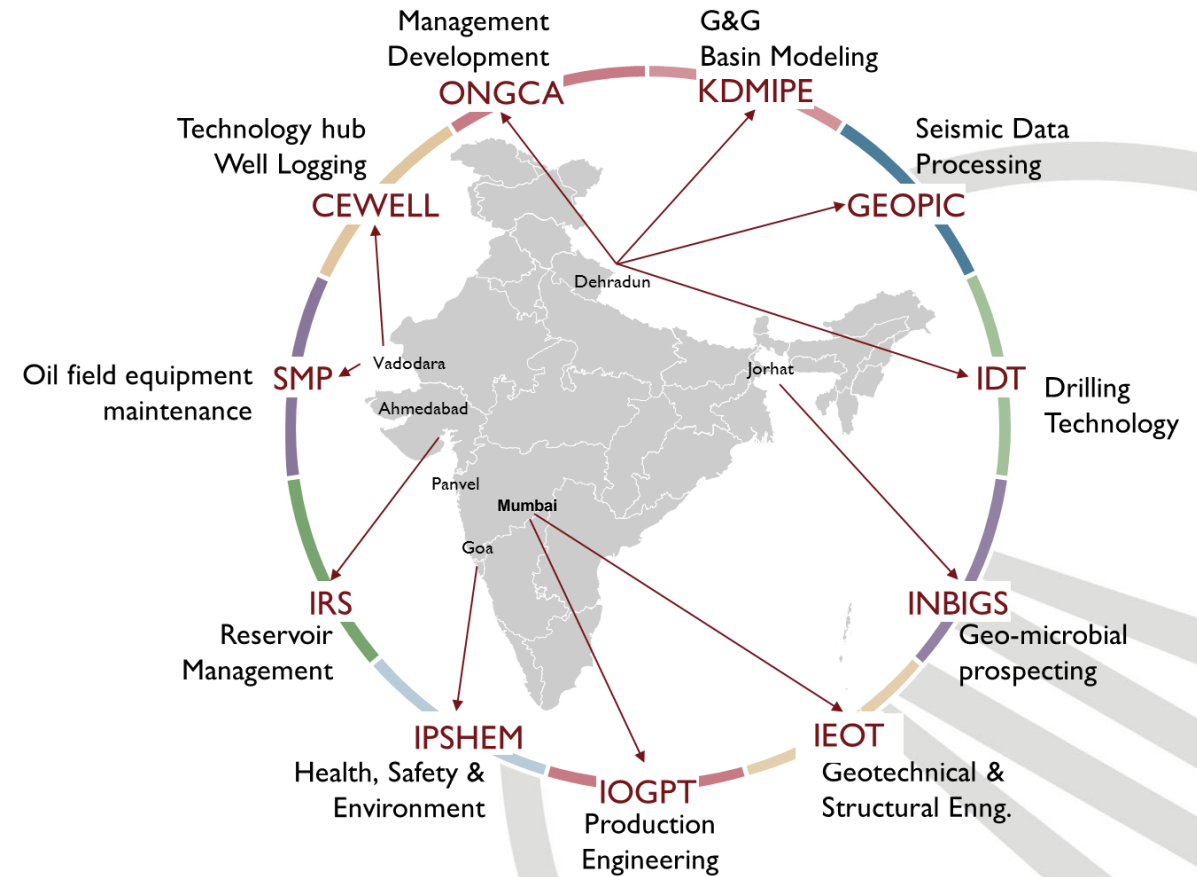 Management
Development
ONGCA
G&G
Basin Modeling
KDMIPE
Technology hub
Well Logging
CEWELL
Seismic Data
Processing
GEOPIC
Dehradun
Vadodara
Oil field equipment
maintenance
SMP
Ahmedabad
Jorhat
IDT
Drilling
Technology
Panvel
Mumbai
Goa
IRS
Reservoir
Management
INBIGS
Geo-microbial
prospecting
IPSHEM
Health, Safety &
Environment
IOGPT
Production
Engineering
IEOT
Geotechnical &
Structural Enng.